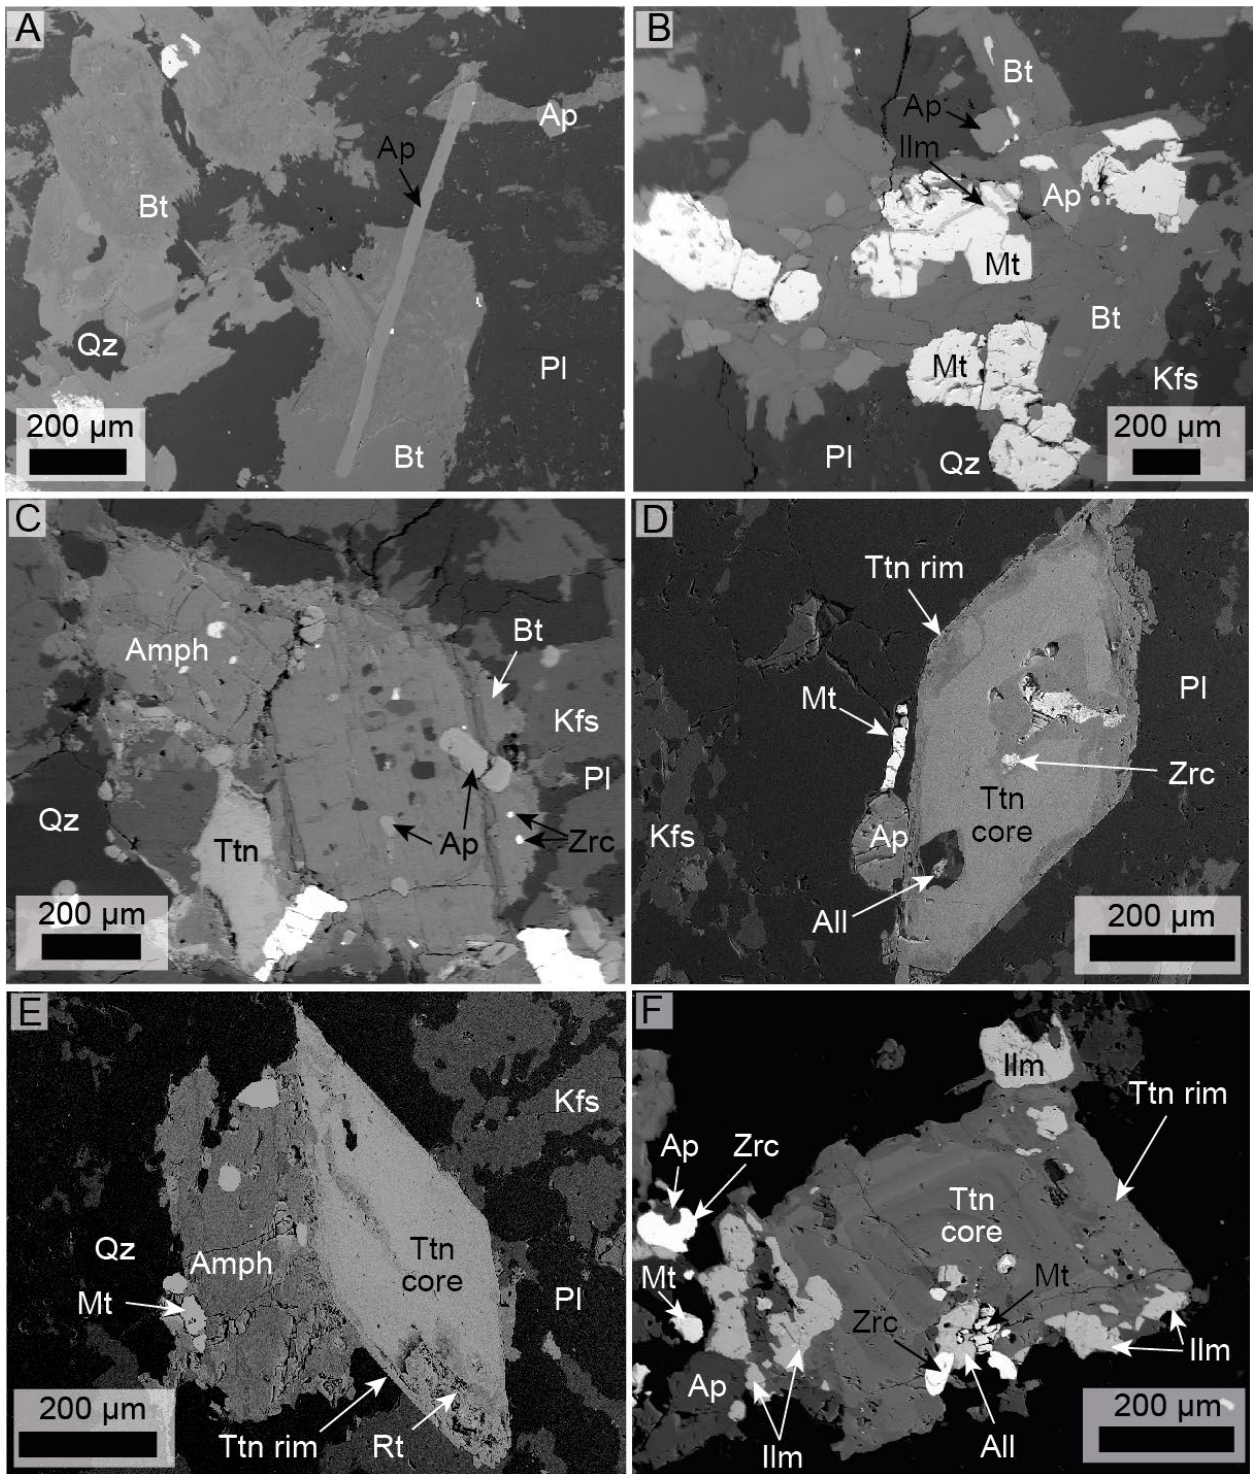 A
Ap
Ap
Bt
Qz
Pl
Bt
200 µm
B
Bt
Ap
Ilm
Ap
Mt
Bt
Mt
Kfs
Pl
Qz
200 µm
C
Amph
Bt
Kfs
Pl
Qz
Ttn
Ap
Zrc
200 µm
D
Ttn rim
Mt
Pl
Zrc
Ttn
core
Kfs
Ap
All
200 µm
E
Kfs
Qz
Amph
Ttn
core
Mt
Pl
200 µm
Ttn rim
Rt
F
Ilm
Ttn rim
Ap
Zrc
Ttn
core
Mt
Mt
Zrc
Ilm
Ap
Ilm
All
200 µm